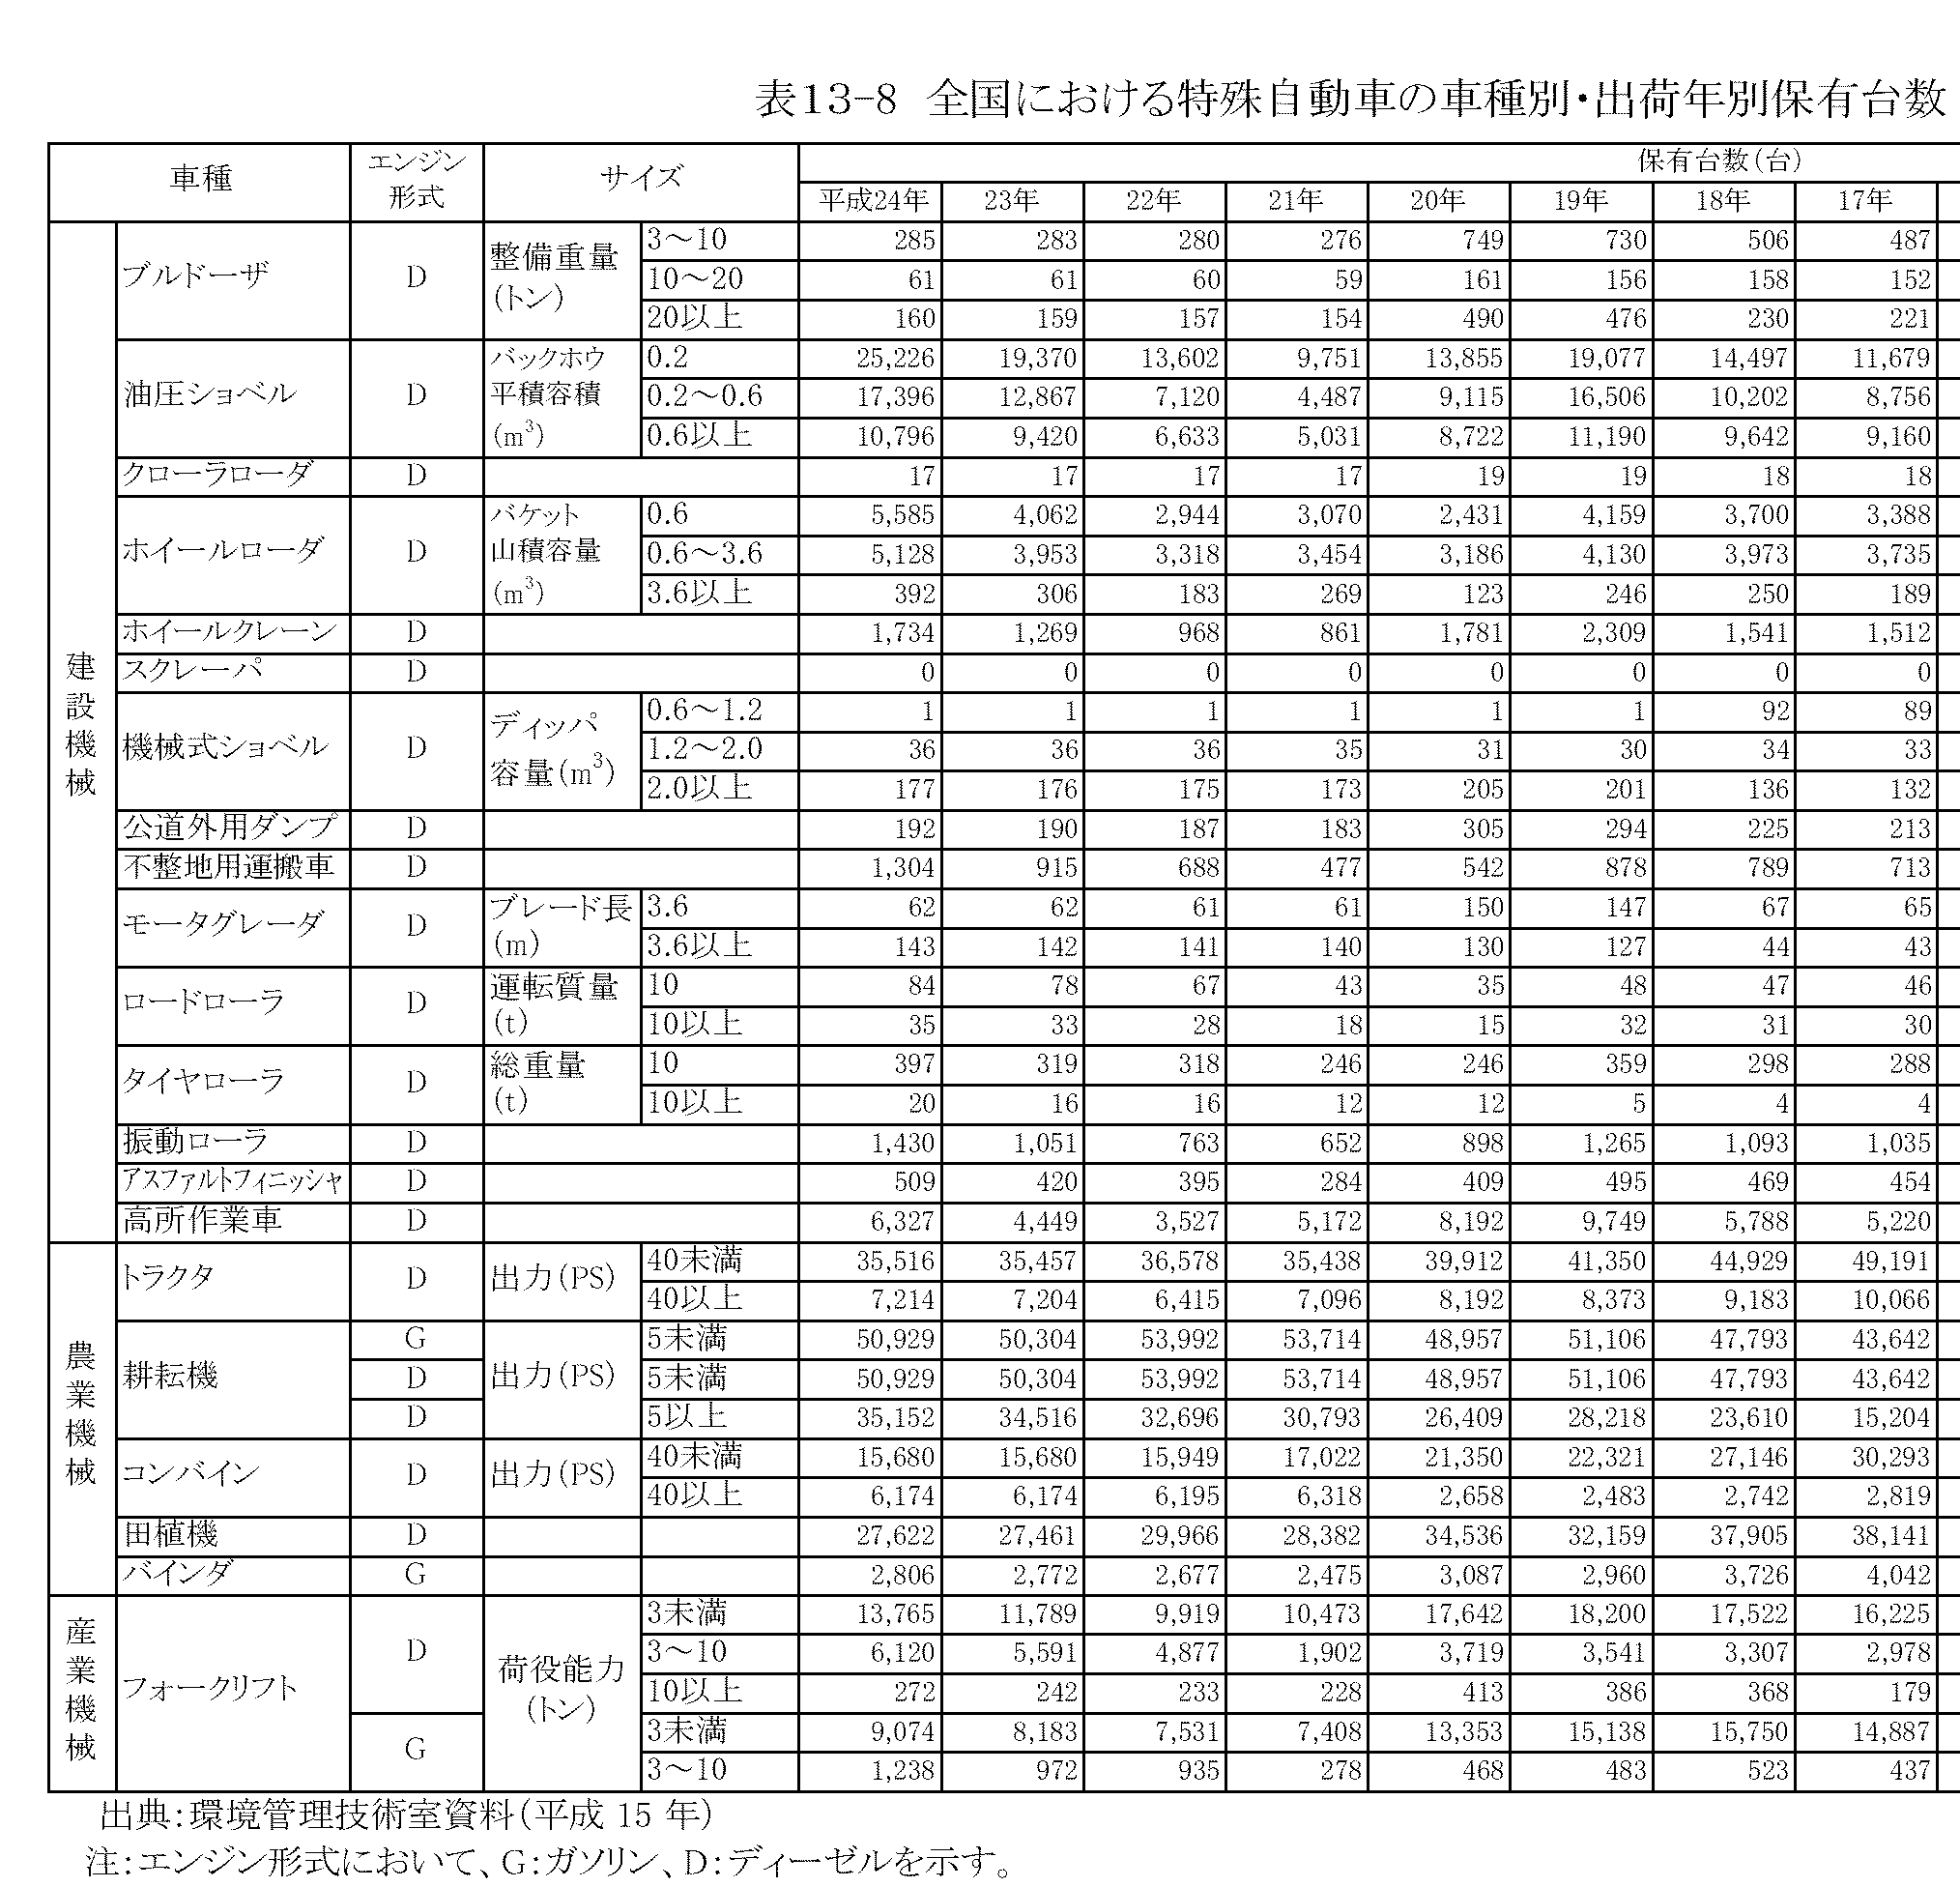 表13-8 全国における特殊自動車の車種別・出荷年別保有台数
車種 エンジン形式 サイズ 保有台数(台)
平成24年 23年 22年 21年 20年 19年 18年 17年
建設機械
ブルドーザ D 整備重量(トン) 3～10 285 283 280 276 749 730 506 487
10～20 61 61 60 59 161 156 158 152
20以上 160 159 157 154 490 476 230 221
油圧ショベル D バックホウ平積容積(m³) 0.2 25,226 19,370 13,602 9,751 13,855 19,077 14,497 11,679
0.2～0.6 17,396 12,867 7,120 4,487 9,115 16,506 10,202 8,756
0.6以上 10,796 9,420 6,633 5,031 8,722 11,190 9,642 9,160
クローラローダ D 17 17 17 17 19 19 18 18
ホイールローダ D バケット山積容量(m³) 0.6 5,585 4,062 2,944 3,070 2,431 4,159 3,700 3,388
0.6～3.6 5,128 3,953 3,318 3,454 3,186 4,130 3,973 3,735
3.6以上 392 306 183 269 123 246 250 189
ホイールクレーン D 1,734 1,269 968 861 1,781 2,309 1,541 1,512
スクレーパ D 0 0 0 0 0 0 0 0
機械式ショベル D ディッパ容量(m³) 0.6～1.2 1 1 1 1 1 1 92 89
1.2～2.0 36 36 36 35 31 30 34 33
2.0以上 177 176 175 173 205 201 136 132
公道外用ダンプ D 192 190 187 183 305 294 225 213
不整地用運搬車 D 1,304 915 688 477 542 878 789 713
モータグレーダ D ブレード長(m) 3.6 62 62 61 61 150 147 67 65
3.6以上 143 142 141 140 130 127 44 43
ロードローラ D 運転質量(t) 10 84 78 67 43 35 48 47 46
10以上 35 33 28 18 15 32 31 30
タイヤローラ D 総重量(t) 10 397 319 318 246 246 359 298 288
10以上 20 16 16 12 12 5 4 4
振動ローラ D 1,430 1,051 763 652 898 1,265 1,093 1,035
アスファルトフィニッシャ D 509 420 395 284 409 495 469 454
高所作業車 D 6,327 4,449 3,527 5,172 8,192 9,749 5,788 5,220
農業機械
トラクタ D 出力(PS) 40未満 35,516 35,457 36,578 35,438 39,912 41,350 44,929 49,191
40以上 7,214 7,204 6,415 7,096 8,192 8,373 9,183 10,066
耕耘機 G 出力(PS) 5未満 50,929 50,304 53,992 53,714 48,957 51,106 47,793 43,642
D 5未満 50,929 50,304 53,992 53,714 48,957 51,106 47,793 43,642
D 5以上 35,152 34,516 32,696 30,793 26,409 28,218 23,610 15,204
コンバイン D 出力(PS) 40未満 15,680 15,680 15,949 17,022 21,350 22,321 27,146 30,293
40以上 6,174 6,174 6,195 6,318 2,658 2,483 2,742 2,819
田植機 D 27,622 27,461 29,966 28,382 34,536 32,159 37,905 38,141
バインダ G 2,806 2,772 2,677 2,475 3,087 2,960 3,726 4,042
産業機械
フォークリフト D 荷役能力(トン) 3未満 13,765 11,789 9,919 10,473 17,642 18,200 17,522 16,225
3～10 6,120 5,591 4,877 1,902 3,719 3,541 3,307 2,978
10以上 272 242 233 228 413 386 368 179
G 3未満 9,074 8,183 7,531 7,408 13,353 15,138 15,750 14,887
3～10 1,238 972 935 278 468 483 523 437
出典:環境管理技術室資料(平成 15 年)
注:エンジン形式において、G:ガソリン、D:ディーゼルを示す。